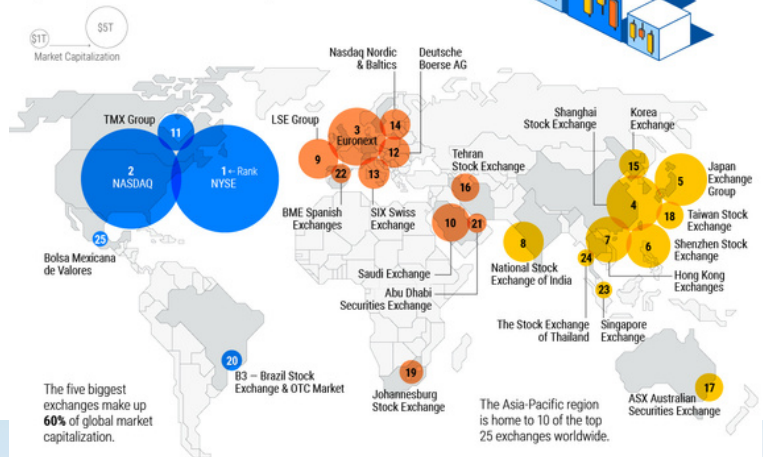 $1T
$5T
Market Capitalization
Nasdaq Nordic
& Baltics
Deutsche
Boerse AG
TMX Group
11
LSE Group
3
Euronext
14
Shanghai
Stock Exchange
Korea
Exchange
2
NASDAQ
1 ← Rank
NYSE
9
12
22
13
Tehran
Stock Exchange
16
15
5
Japan
Exchange
Group
4
18
Taiwan Stock
Exchange
BME Spanish
Exchanges
SIX Swiss
Exchange
10
21
25
Bolsa Mexicana
de Valores
8
7
6
Shenzhen Stock
Exchange
National Stock
Exchange of India
24
Hong Kong
Exchanges
Saudi Exchange
23
Abu Dhabi
Securities Exchange
The Stock Exchange
of Thailand
Singapore
Exchange
20
B3 – Brazil Stock
Exchange & OTC Market
19
Johannesburg
Stock Exchange
17
ASX Australian
Securities Exchange
The five biggest
exchanges make up
60% of global market
capitalization.
The Asia-Pacific region
is home to 10 of the top
25 exchanges worldwide.